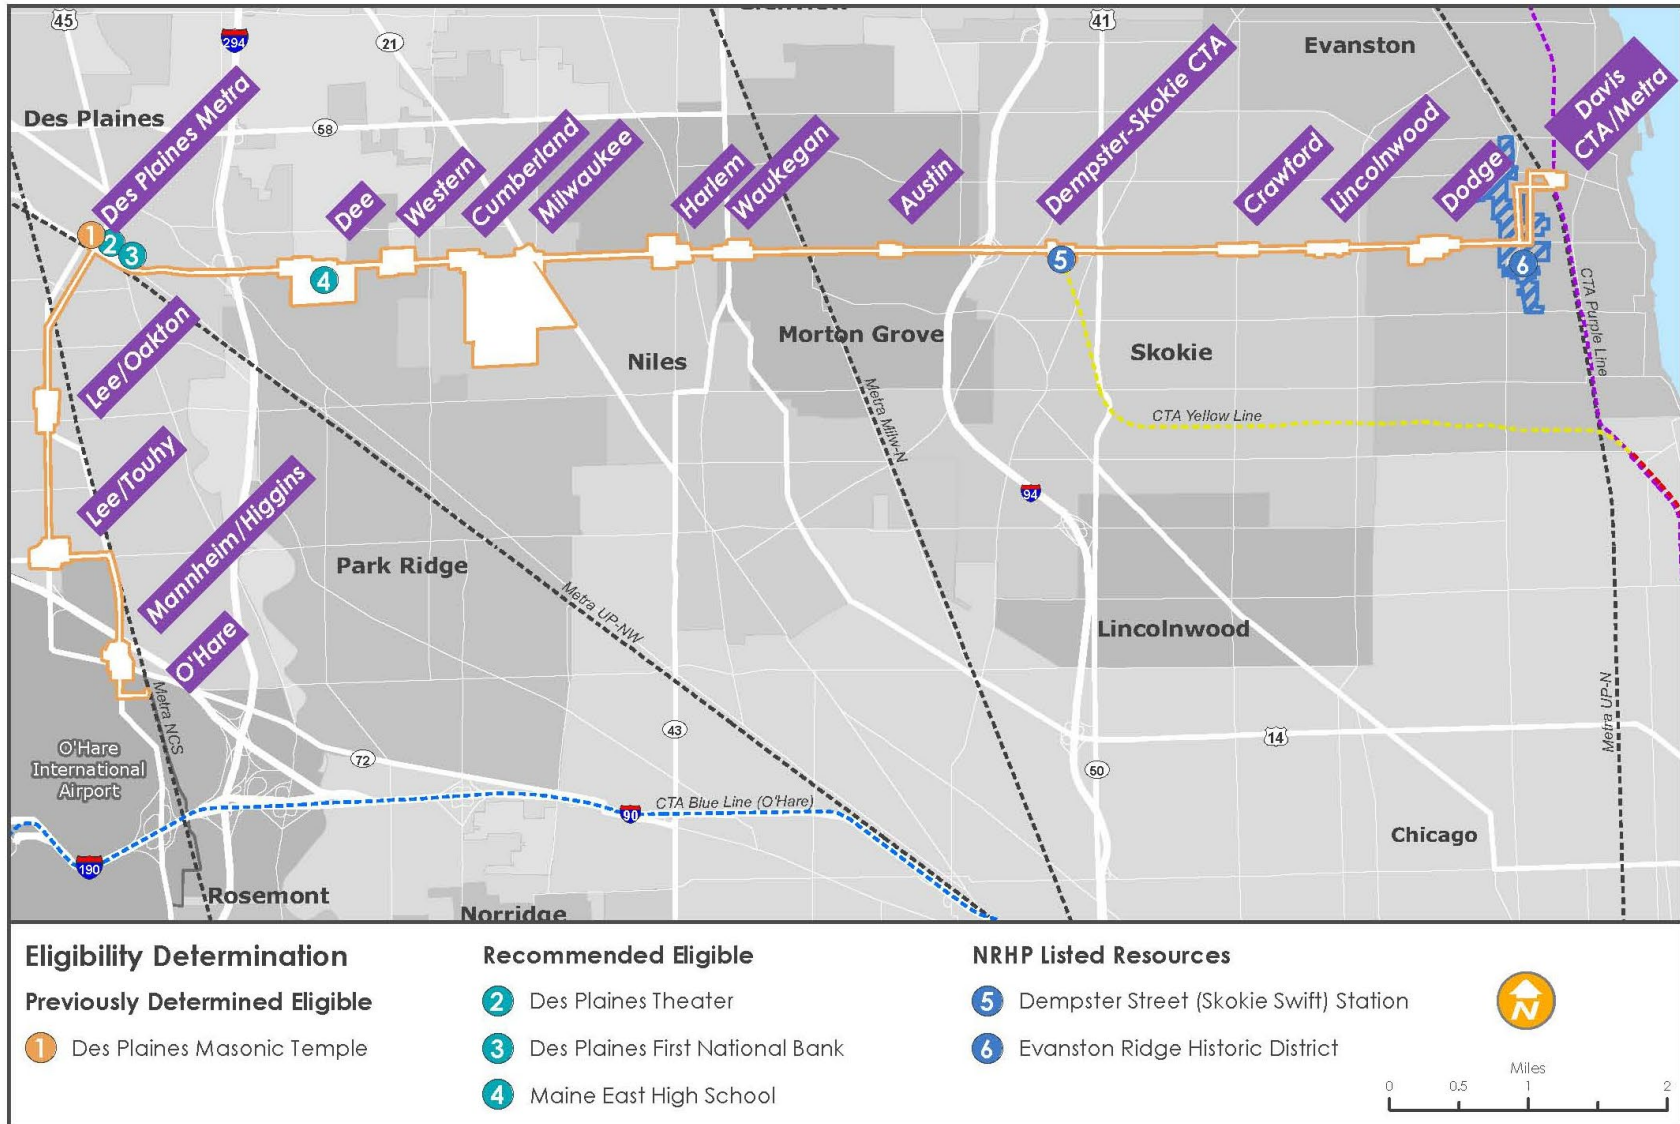 45
294
21
41
Evanston
Des Plaines
58
Des Plaines Metra
Dee
Western
Cumberland
Milwaukee
Harlem
Waukegan
Austin
Dempster-Skokie CTA
Crawford
Lincolnwood
Dodge
Davis
CTA/Metra
1
2
3
4
5
6
Lee/Oakton
Niles
Morton Grove
Skokie
CTA Purple Line
Metra Milw-N
CTA Yellow Line
Lee/Touhy
Mannheim/Higgins
94
Park Ridge
Metra UP-NW
Lincolnwood
O'Hare
Metra NCS
Metra UP-N
O'Hare
International
Airport
72
43
14
50
CTA Blue Line (O'Hare)
90
190
Chicago
Rosemont
Norridge
Eligibility Determination
Previously Determined Eligible
1 Des Plaines Masonic Temple
Recommended Eligible
2 Des Plaines Theater
3 Des Plaines First National Bank
4 Maine East High School
NRHP Listed Resources
5 Dempster Street (Skokie Swift) Station
6 Evanston Ridge Historic District
N
Miles
0 0.5 1 2